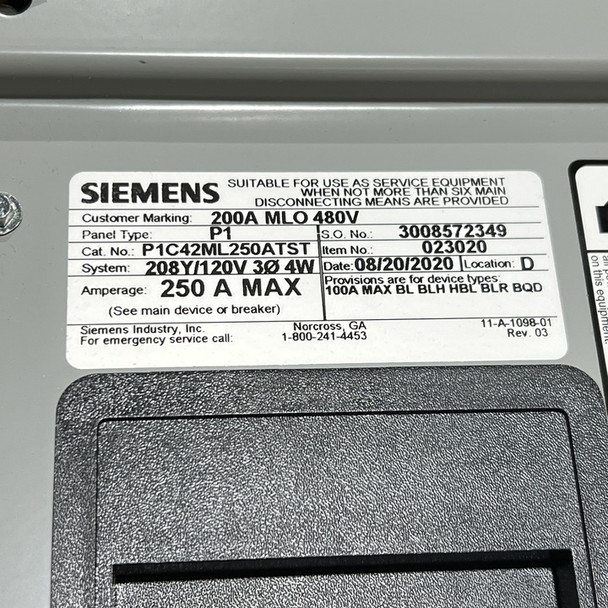 SIEMENS
SUITABLE FOR USE AS SERVICE EQUIPMENT
WHEN NOT MORE THAN SIX MAIN
DISCONNECTING MEANS ARE PROVIDED
Customer Marking: 200A MLO 480V
Panel Type: P1 S.O. No.: 3008572349
Cat. No.: P1C42ML250ATST Item No.: 023020
System: 208Y/120V 3Ø 4W Date: 08/20/2020 Location: D
Amperage: 250 A MAX
(See main device or breaker)
Provisions are for device types:
100A MAX BL BLH HBL BLR BQD
Siemens Industry, Inc. Norcross, GA 11-A-1098-01
For emergency service call: 1-800-241-4453 Rev. 03
on this equipment.